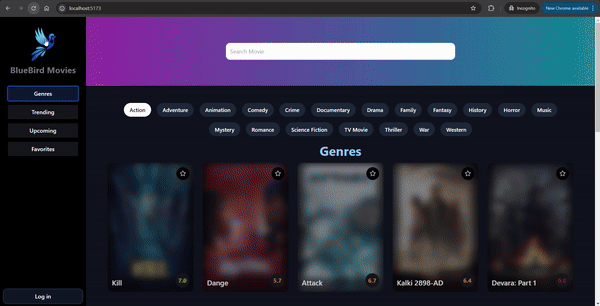 localhost:5173
Incognito
New Chrome available
BlueBird Movies
Genres
Trending
Upcoming
Favorites
Log in
Search Movie
Action Adventure Animation Comedy Crime Documentary Drama Family Fantasy History Horror Music
Mystery Romance Science Fiction TV Movie Thriller War Western
Genres
Kill 7.0
Dange 5.7
Attack 6.7
Kalki 2898-AD 6.4
Devara: Part 1